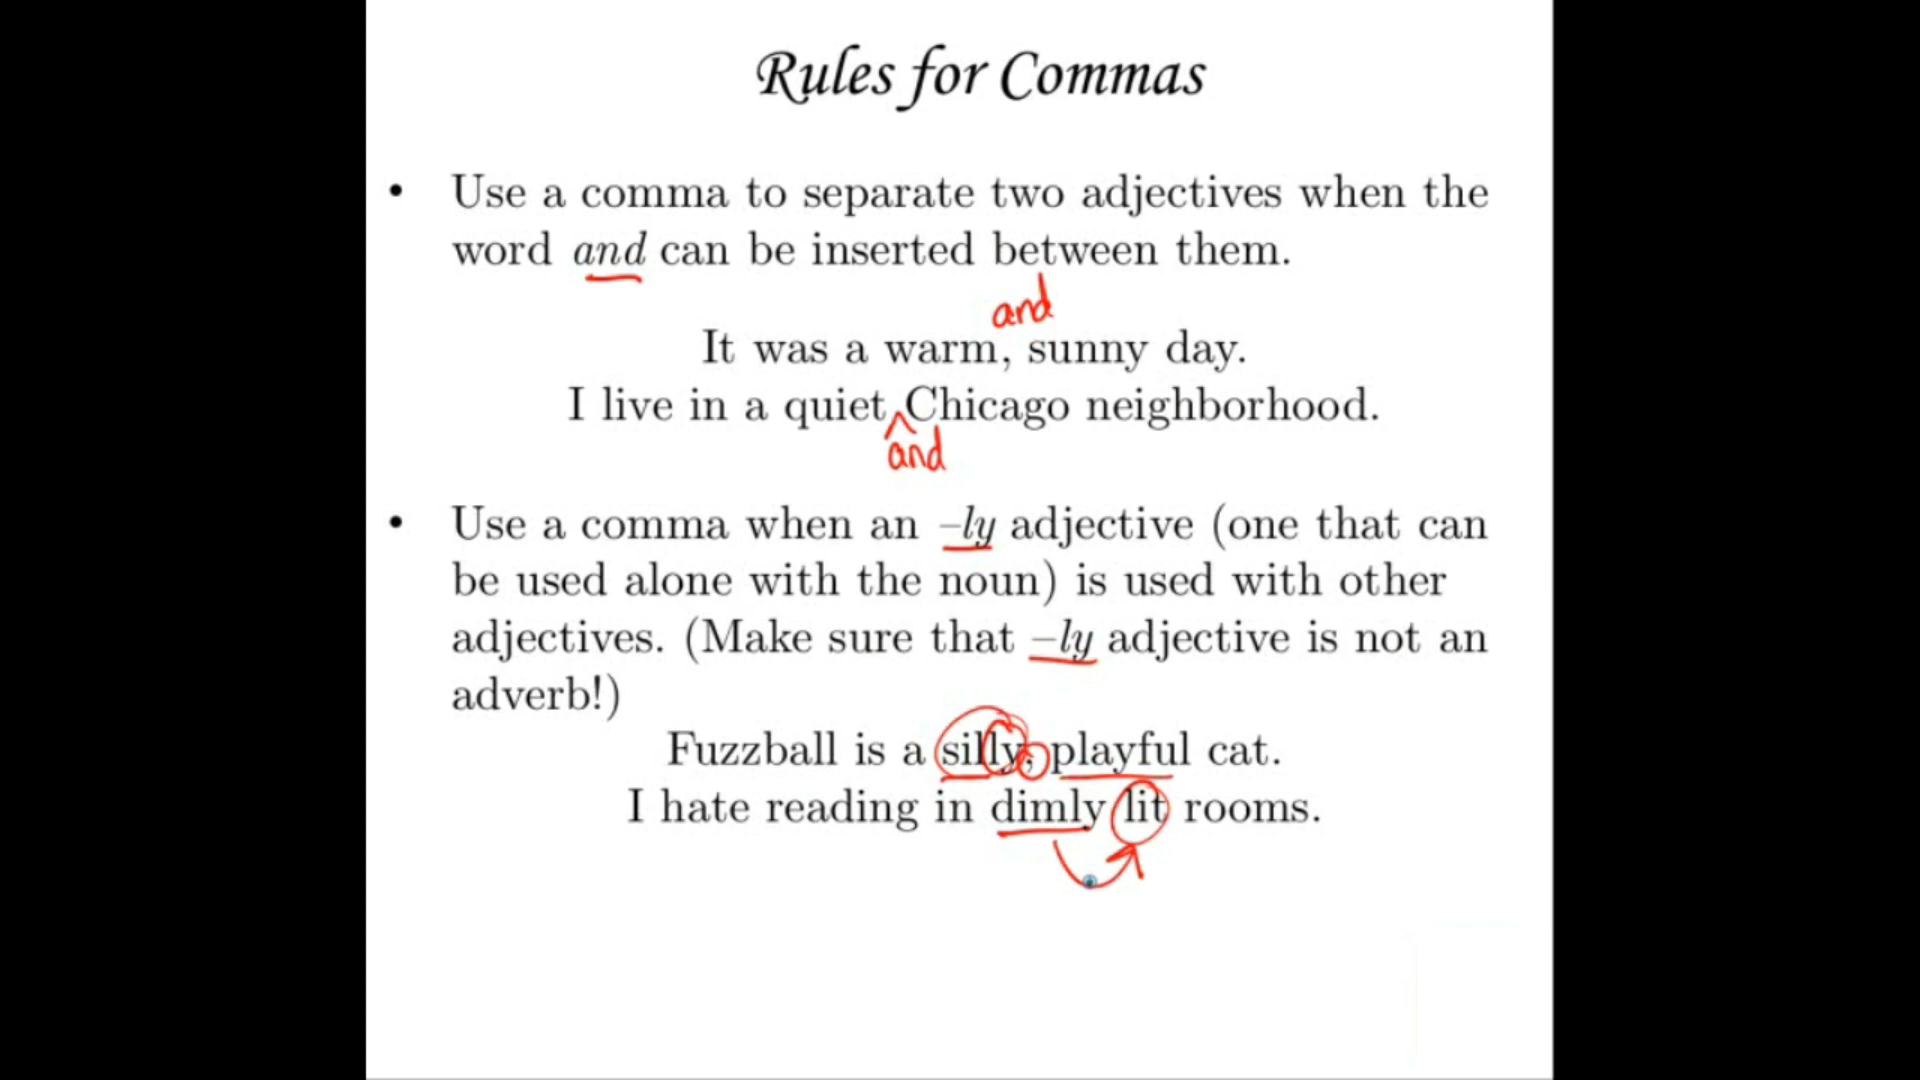 Rules for Commas
• Use a comma to separate two adjectives when the
word and can be inserted between them.
and
It was a warm, sunny day.
I live in a quiet Chicago neighborhood.
and
• Use a comma when an –ly adjective (one that can
be used alone with the noun) is used with other
adjectives. (Make sure that –ly adjective is not an
adverb!)
Fuzzball is a silly, playful cat.
I hate reading in dimly lit rooms.